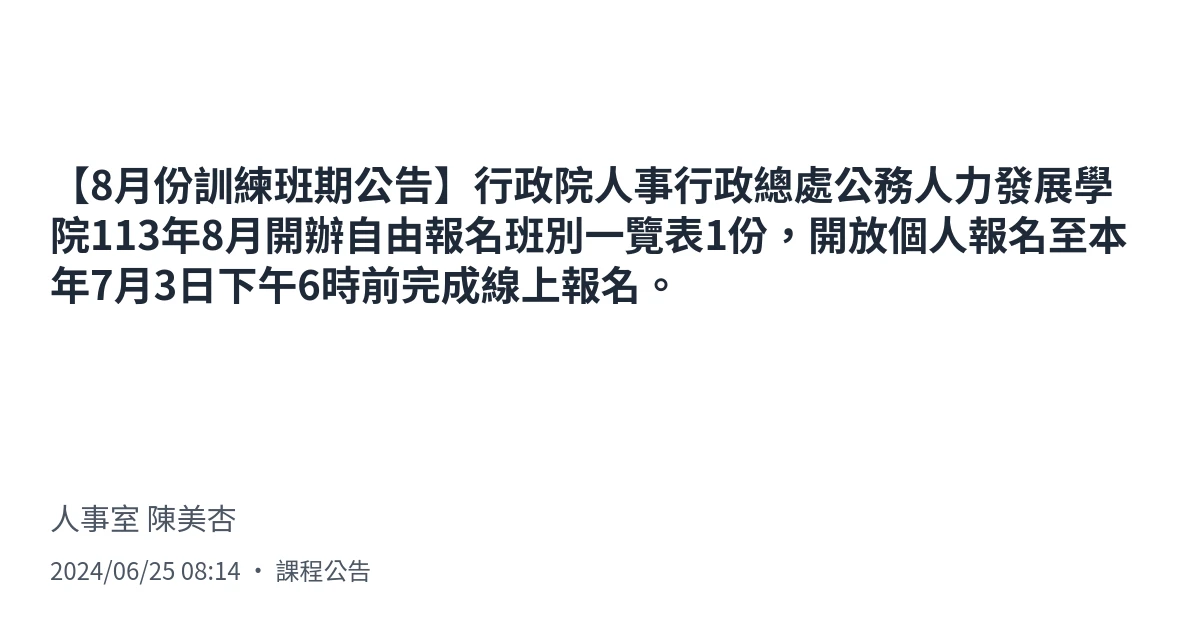 【8月份訓練班期公告】行政院人事行政總處公務人力發展學
院113年8月開辦自由報名班別一覽表1份，開放個人報名至本
年7月3日下午6時前完成線上報名。
人事室 陳美杏
2024/06/25 08:14 • 課程公告